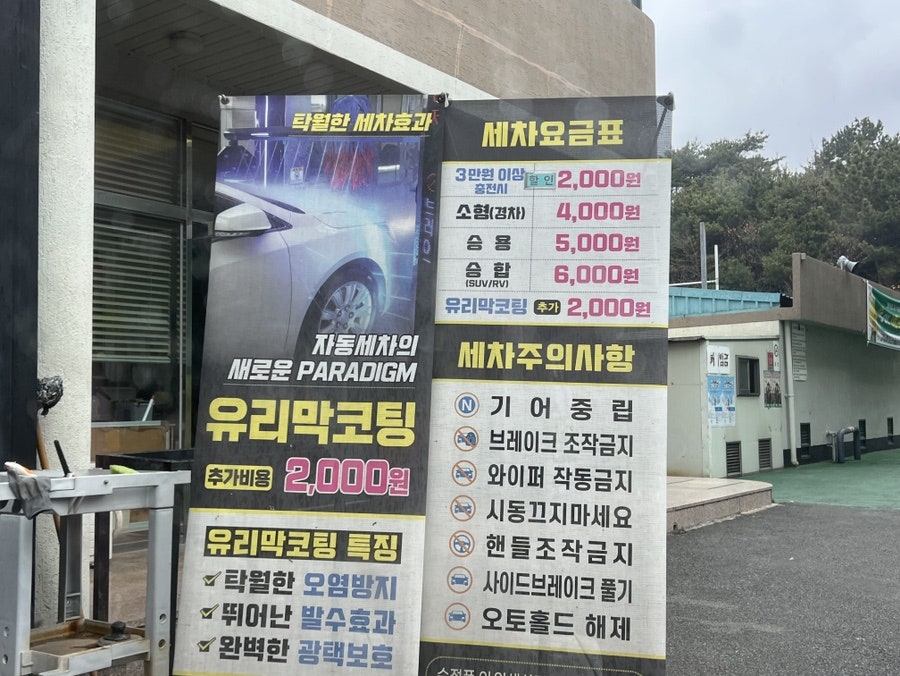 탁월한 세차효과
자동세차의
새로운 PARADIGM
유리막코팅
추가비용 2,000원
유리막코팅 특징
탁월한 오염방지
뛰어난 발수효과
완벽한 광택보호
세차요금표
3만원 이상 충전시 할인 2,000원
소형(경차) 4,000원
승용 5,000원
승합 (SUV/RV) 6,000원
유리막코팅 추가 2,000원
세차주의사항
N 기어중립
브레이크 조작금지
와이퍼 작동금지
시동끄지마세요
핸들조작금지
사이드브레이크 풀기
오토홀드 해제